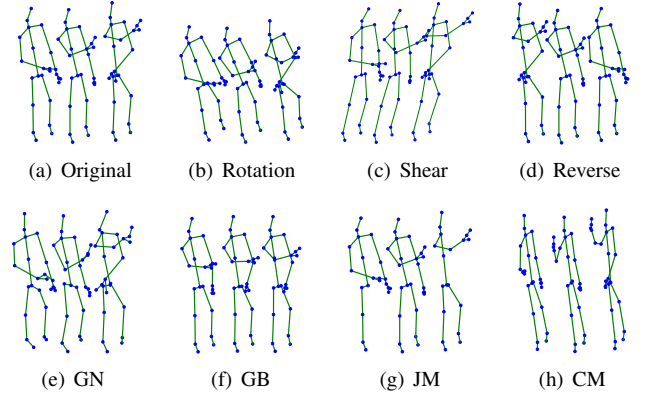 (a) Original (b) Rotation (c) Shear (d) Reverse
(e) GN (f) GB (g) JM (h) CM